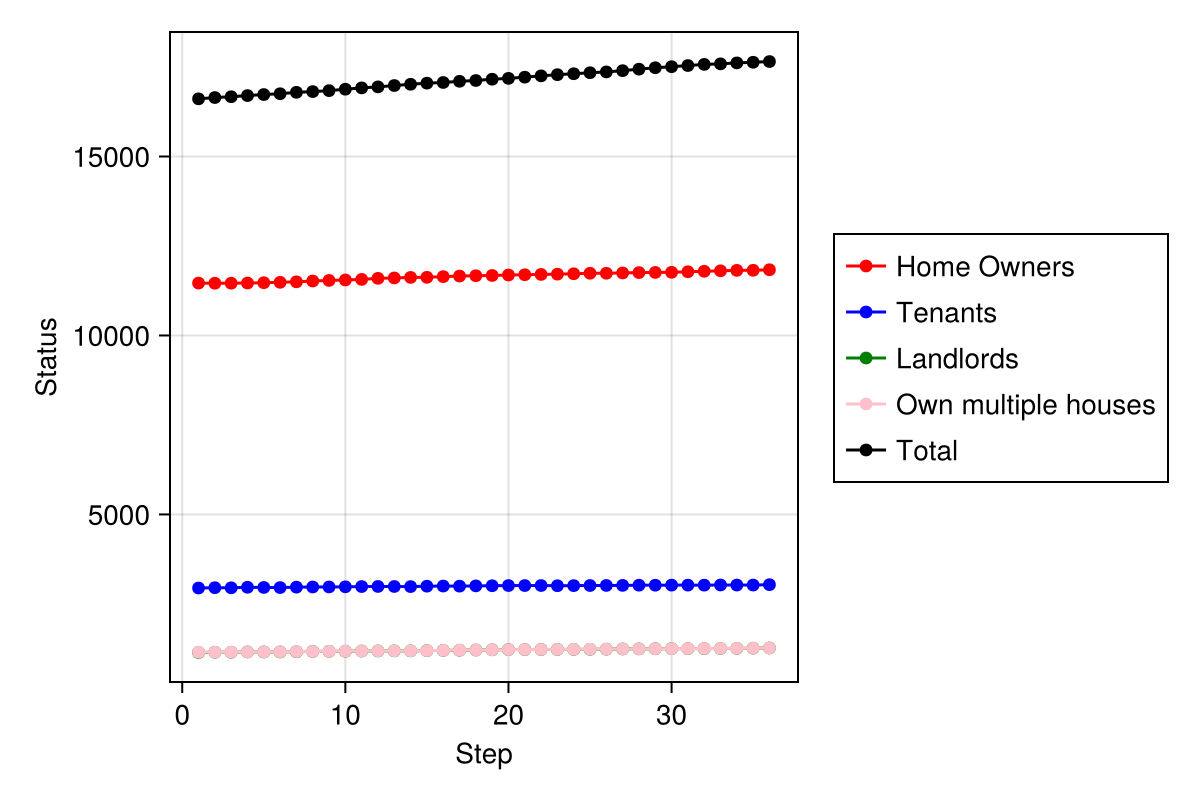 15000
10000
5000
Status
0 10 20 30
Step
Home Owners
Tenants
Landlords
Own multiple houses
Total